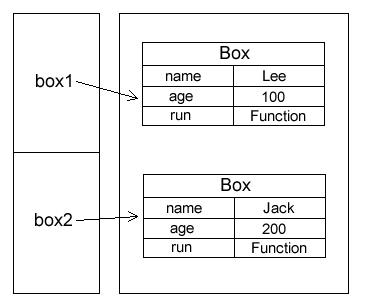 box1
Box
name Lee
age 100
run Function
box2
Box
name Jack
age 200
run Function